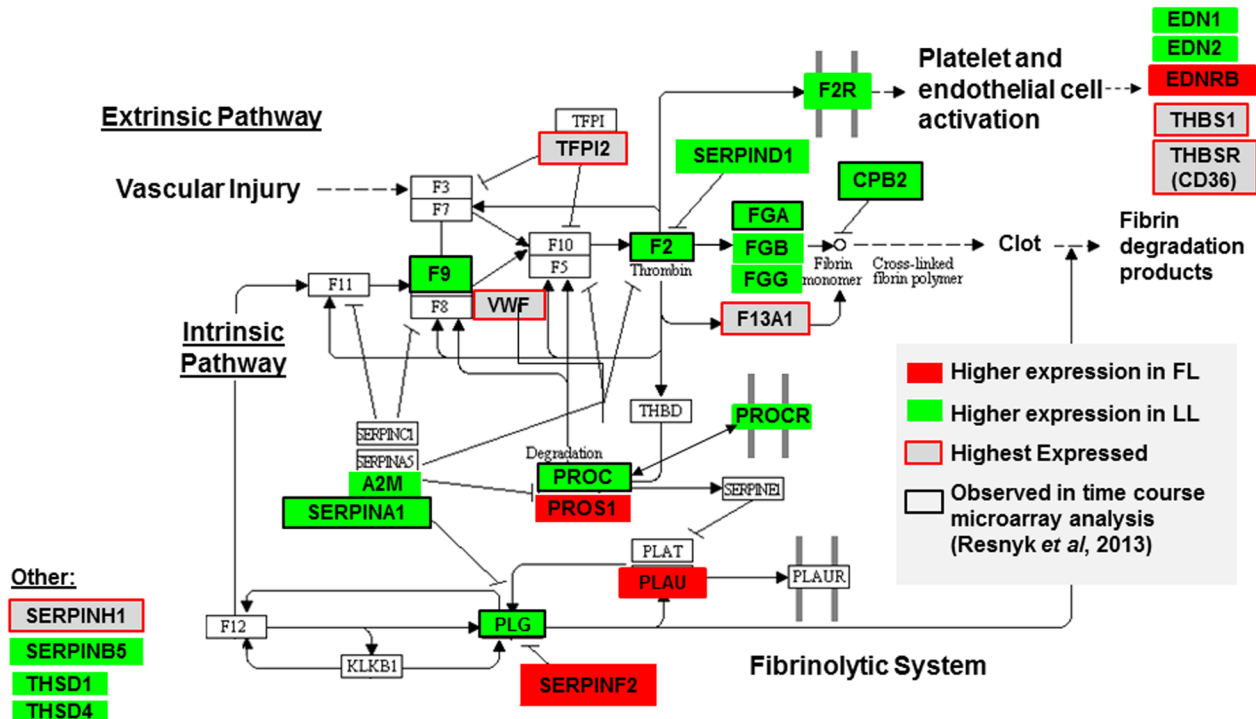 EDN1
EDN2
EDNRB
THBS1
THBSR
(CD36)
F2R
Platelet and
endothelial cell
activation
Extrinsic Pathway
TFPI
TFPI2
SERPIND1
CPB2
Vascular Injury
F3
F7
FGA
F10
F2
FGB
Clot
Fibrin
degradation
products
F5
Thrombin
Fibrin
monomer
Cross-linked
fibrin polymer
F9
FGG
F11
F8
VWF
F13A1
Intrinsic
Pathway
Higher expression in FL
Higher expression in LL
Highest Expressed
Observed in time course
microarray analysis
(Resnyk et al, 2013)
THBD
PROCR
SERPINC1
SERPINA5
Degradation
A2M
PROC
SERPINE1
SERPINA1
PROS1
PLAT
PLAU
PLAUR
Other:
SERPINH1
F12
PLG
SERPINB5
KLKB1
Fibrinolytic System
THSD1
SERPINF2
THSD4